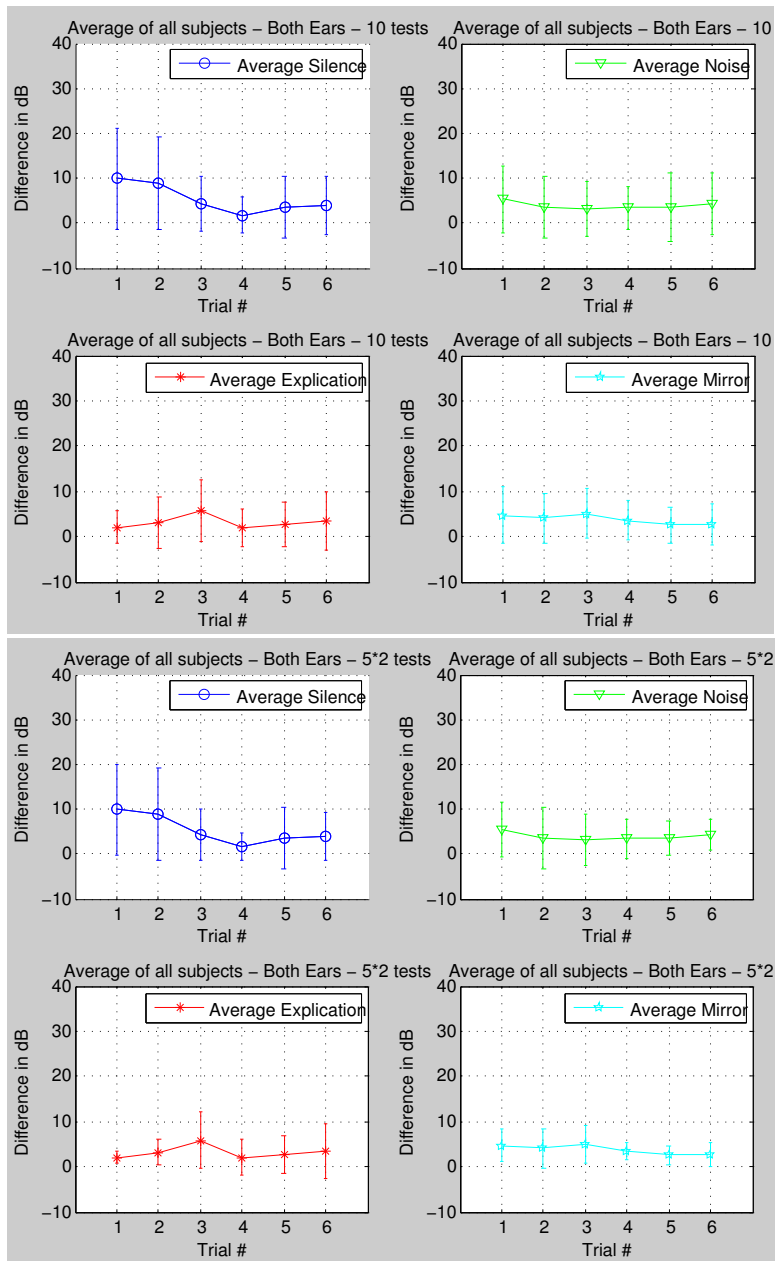 Average of all subjects – Both Ears – 10 tests
Average Silence
Difference in dB
40
30
20
10
0
−10
1 2 3 4 5 6
Trial #
Average of all subjects – Both Ears – 10
Average Noise
Difference in dB
40
30
20
10
0
−10
1 2 3 4 5 6
Trial #
Average of all subjects – Both Ears – 10 tests
Average Explication
Difference in dB
40
30
20
10
0
−10
1 2 3 4 5 6
Trial #
Average of all subjects – Both Ears – 10
Average Mirror
Difference in dB
40
30
20
10
0
−10
1 2 3 4 5 6
Trial #
Average of all subjects – Both Ears – 5*2 tests
Average Silence
Difference in dB
40
30
20
10
0
−10
1 2 3 4 5 6
Trial #
Average of all subjects – Both Ears – 5*2
Average Noise
Difference in dB
40
30
20
10
0
−10
1 2 3 4 5 6
Trial #
Average of all subjects – Both Ears – 5*2 tests
Average Explication
Difference in dB
40
30
20
10
0
−10
1 2 3 4 5 6
Trial #
Average of all subjects – Both Ears – 5*2
Average Mirror
Difference in dB
40
30
20
10
0
−10
1 2 3 4 5 6
Trial #